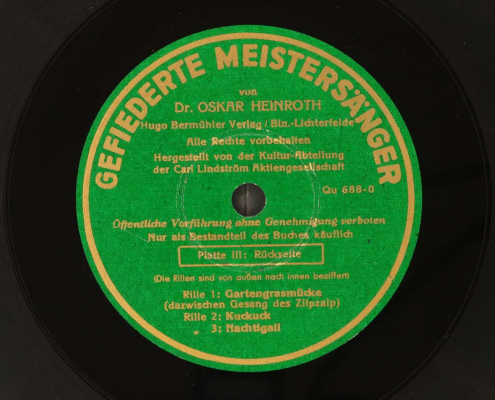 GEFIEDERTE MEISTERSÄNGER
von
Dr. OSKAR HEINROTH
Hugo Bermühler Verlag / Bln.-Lichterfelde
Alle Rechte vorbehalten
Hergestellt von der Kultur-Abteilung
der Carl Lindström Aktiengesellschaft
Qu 688-0
Öffentliche Vorführung ohne Genehmigung verboten
Nur als Bestandteil des Buches käuflich
Platte III: Rückseite
(Die Rillen sind von außen nach innen beziffert)
Rille 1: Gartengrasmücke
(dazwischen Gesang des Zilpzalp)
Rille 2: Kuckuck
" 3: Nachtigall